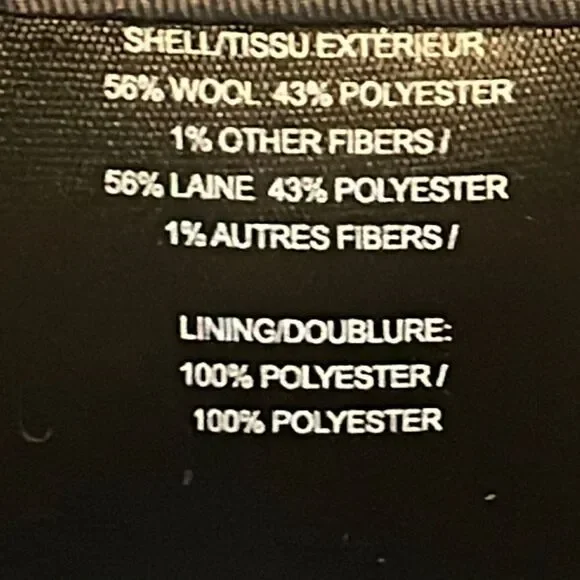 SHELL/TISSU EXTÉRIEUR:
56% WOOL 43% POLYESTER
1% OTHER FIBERS /
56% LAINE 43% POLYESTER
1% AUTRES FIBERS /
LINING/DOUBLURE:
100% POLYESTER /
100% POLYESTER